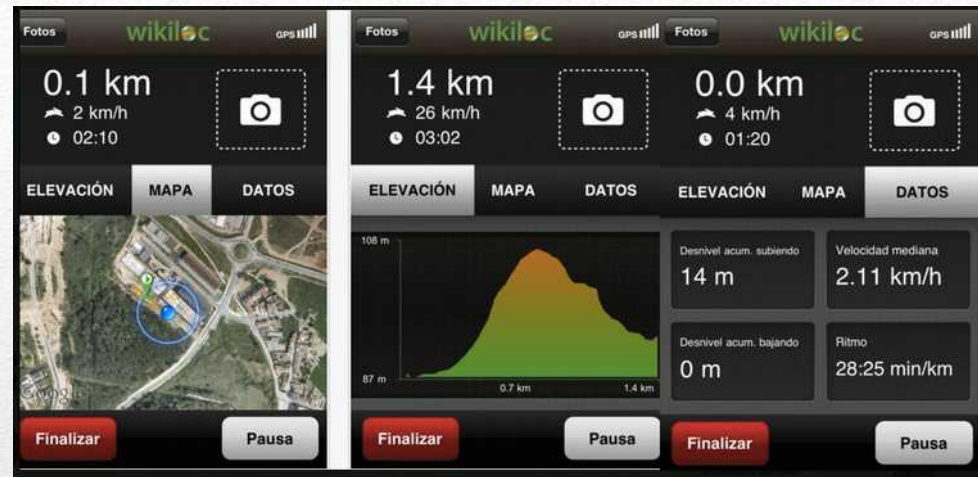 Fotos
wikiloc
GPS
0.1 km
2 km/h
02:10
ELEVACIÓN
MAPA
DATOS
Google
Finalizar
Pausa
Fotos
wikiloc
GPS
1.4 km
26 km/h
03:02
ELEVACIÓN
MAPA
DATOS
108 m
87 m
0.7 km
1.4 km
Finalizar
Pausa
Fotos
wikiloc
GPS
0.0 km
4 km/h
01:20
ELEVACIÓN
MAPA
DATOS
Desnivel acum. subiendo
14 m
Velocidad mediana
2.11 km/h
Desnivel acum. bajando
0 m
Ritmo
28:25 min/km
Finalizar
Pausa